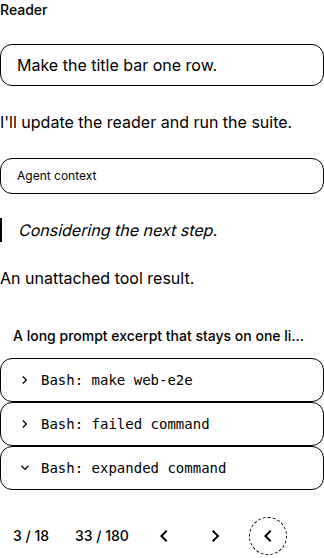 Reader
Make the title bar one row.
I'll update the reader and run the suite.
Agent context
Considering the next step.
An unattached tool result.
A long prompt excerpt that stays on one li...
Bash: make web-e2e
Bash: failed command
Bash: expanded command
3 / 18 33 / 180